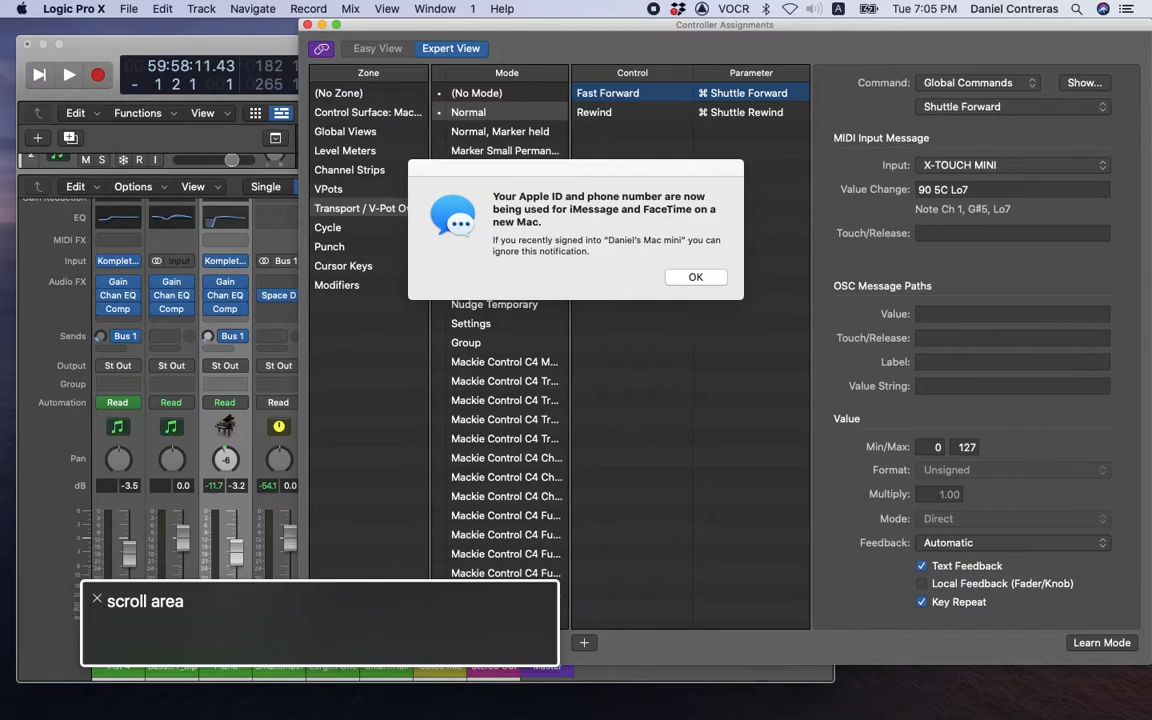 Logic Pro X File Edit Track Navigate Record Mix View Window 1 Help
A VOCR Tue 7:05 PM Daniel Contreras
Controller Assignments
Easy View Expert View
59:58:11.43
1 2 1 1
182
265
Edit Functions View
M S R I
Edit Options View Single
EQ
MIDI FX
Input Komplet... Input Komplet... Bus 1
Audio FX Gain Gain Gain
Chan EQ Chan EQ Chan EQ Space D
Comp Comp Comp
Sends Bus 1 Bus 1
Output St Out St Out St Out St Out
Group
Automation Read Read Read Read
Pan -6
dB -3.5 0.0 -11.7 -3.2 -54.1 0.0
Zone
(No Zone)
Control Surface: Mac...
Global Views
Level Meters
Channel Strips
VPots
Transport / V-Pot Ov
Cycle
Punch
Cursor Keys
Modifiers
Mode
• (No Mode)
• Normal
Normal, Marker held
Marker Small Perman...
Nudge Temporary
Settings
Group
Mackie Control C4 M...
Mackie Control C4 Tr...
Mackie Control C4 Tr...
Mackie Control C4 Tr...
Mackie Control C4 Tr...
Mackie Control C4 Ch...
Mackie Control C4 Ch...
Mackie Control C4 Ch...
Mackie Control C4 Fu...
Mackie Control C4 Fu...
Mackie Control C4 Fu...
Mackie Control C4 Fu...
Control Parameter
Fast Forward ⌘ Shuttle Forward
Rewind ⌘ Shuttle Rewind
Command: Global Commands Show...
Shuttle Forward
MIDI Input Message
Input: X-TOUCH MINI
Value Change: 90 5C Lo7
Note Ch 1, G#5, Lo7
Touch/Release:
OSC Message Paths
Value:
Touch/Release:
Label:
Value String:
Value
Min/Max: 0 127
Format: Unsigned
Multiply: 1.00
Mode: Direct
Feedback: Automatic
Text Feedback
Local Feedback (Fader/Knob)
Key Repeat
Learn Mode
Your Apple ID and phone number are now
being used for iMessage and FaceTime on a
new Mac.
If you recently signed into “Daniel’s Mac mini” you can
ignore this notification.
OK
scroll area